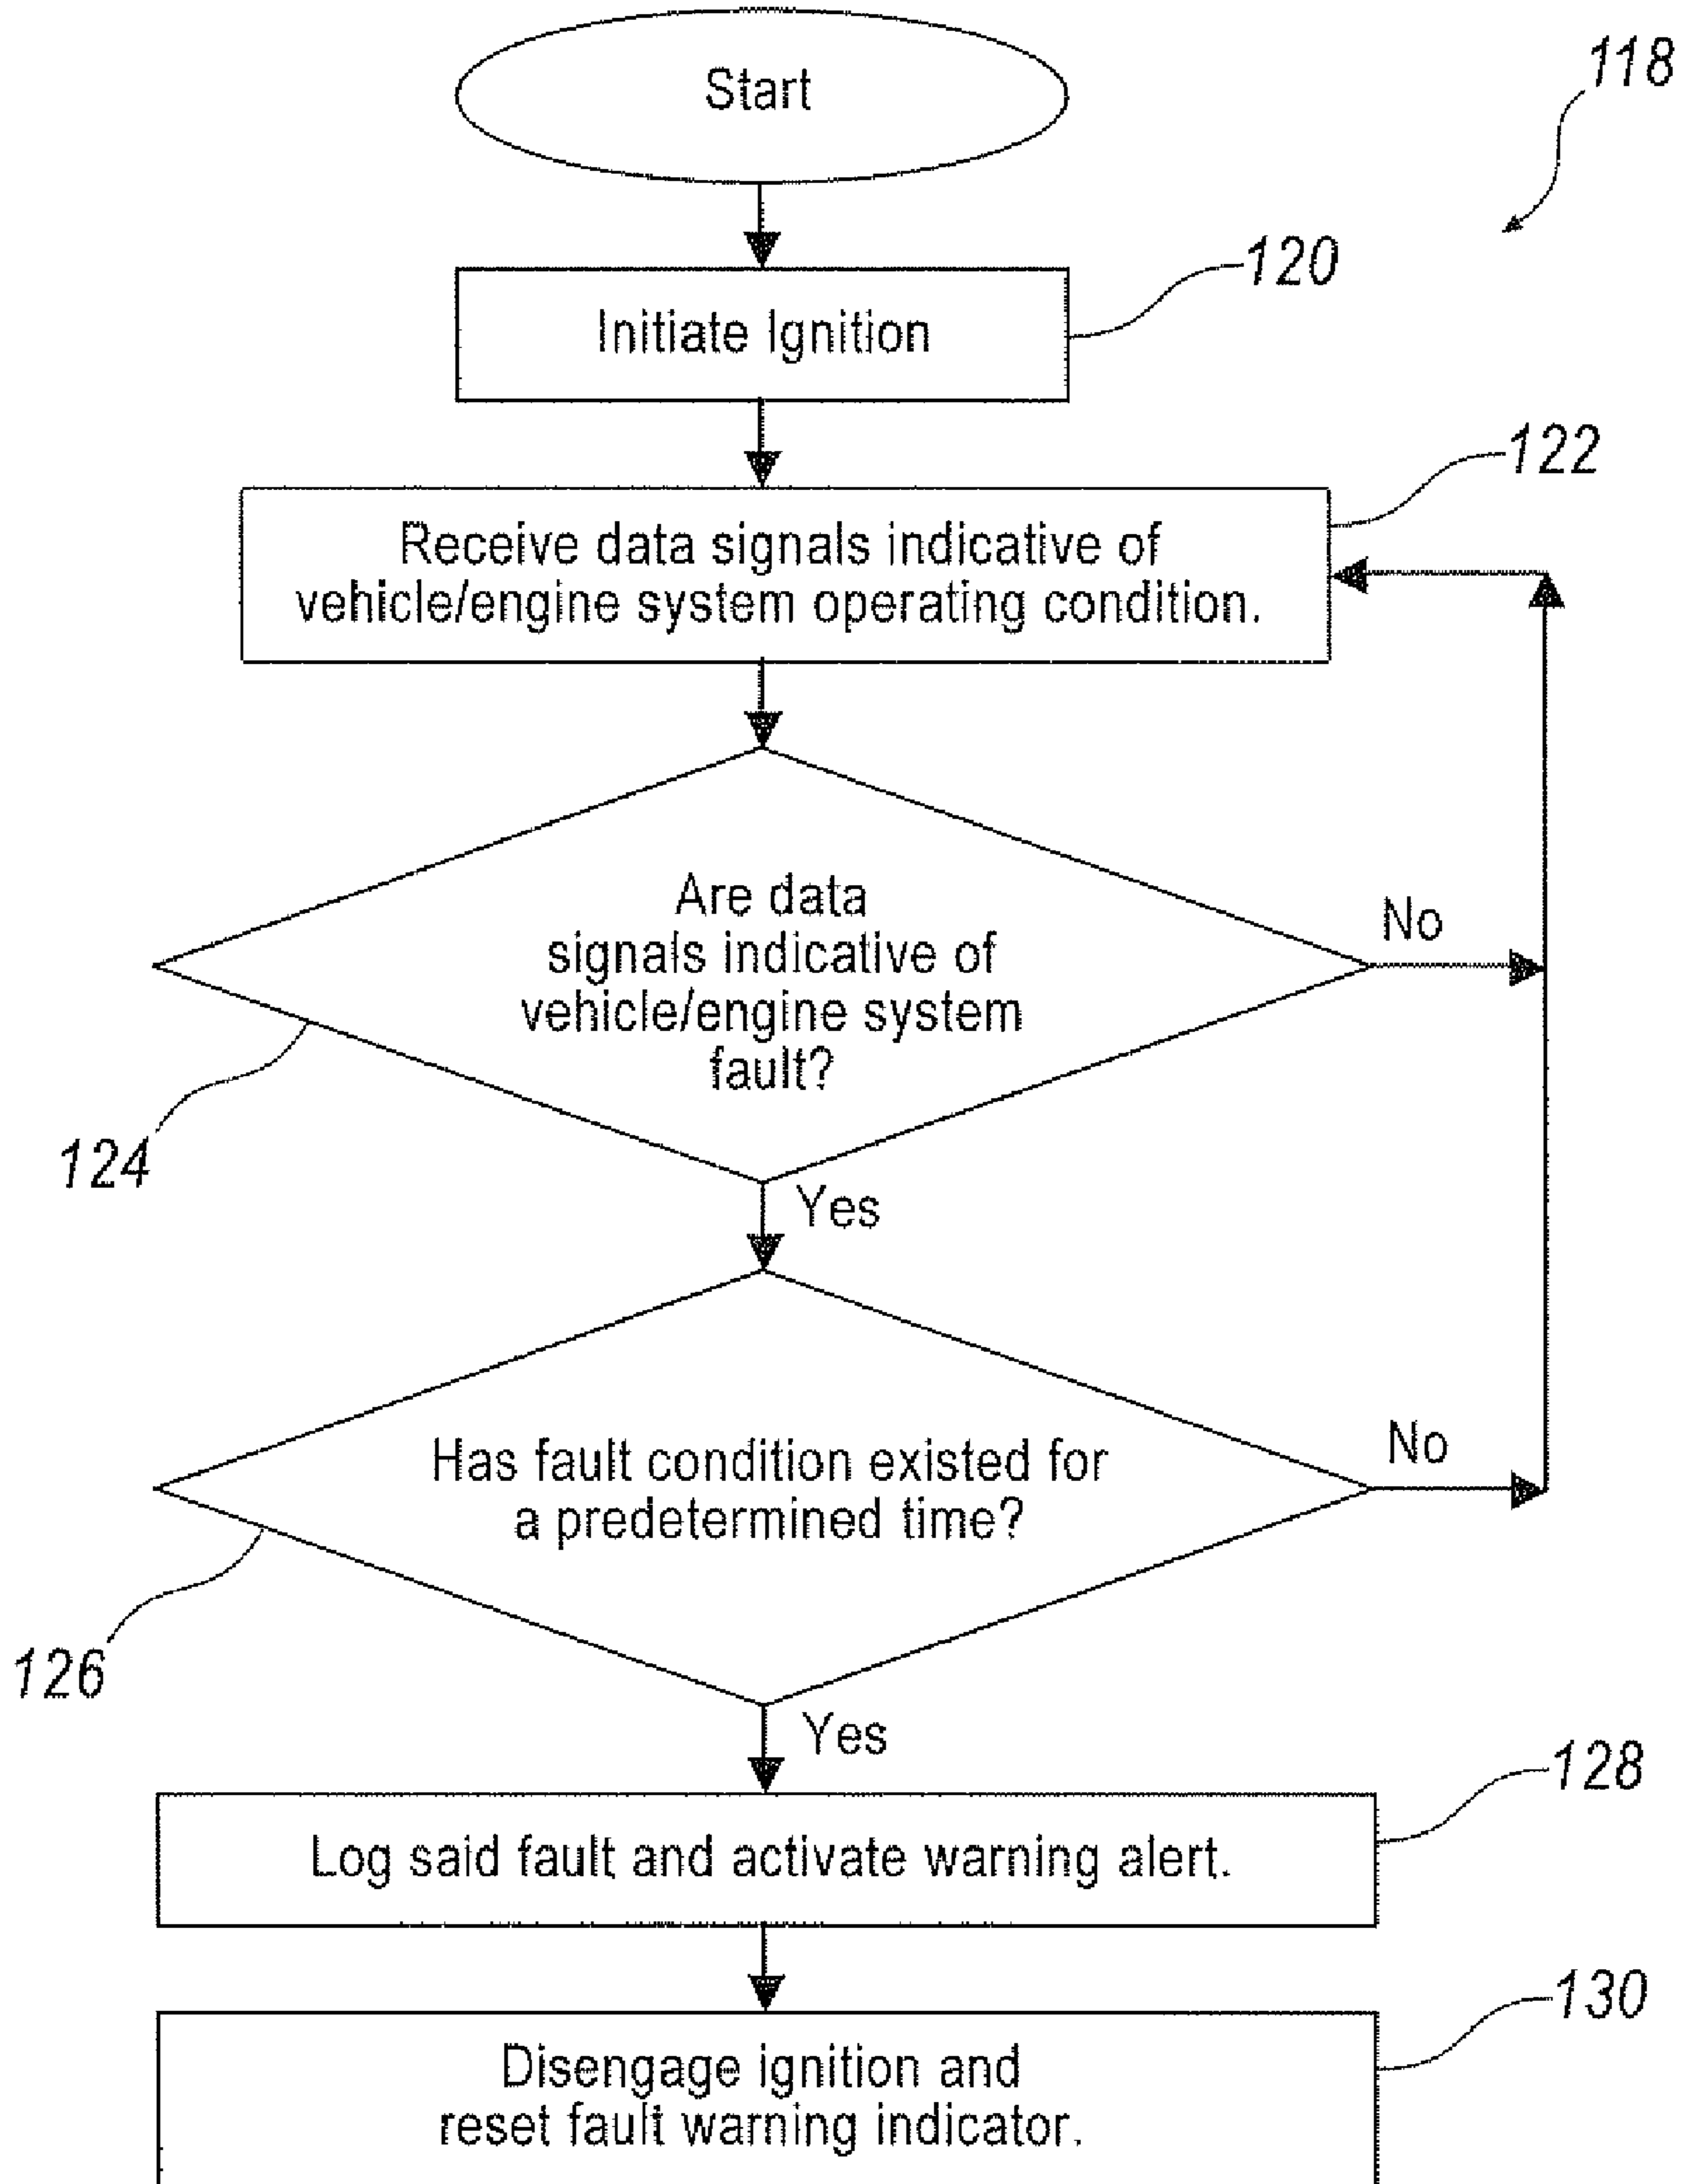 Start
118
Initiate Ignition
120
122
Receive data signals indicative of
vehicle/engine system operating condition.
Are data
signals indicative of
vehicle/engine system
fault?
No
124
Yes
Has fault condition existed for
a predetermined time?
No
126
Yes
128
Log said fault and activate warning alert.
130
Disengage ignition and
reset fault warning indicator.